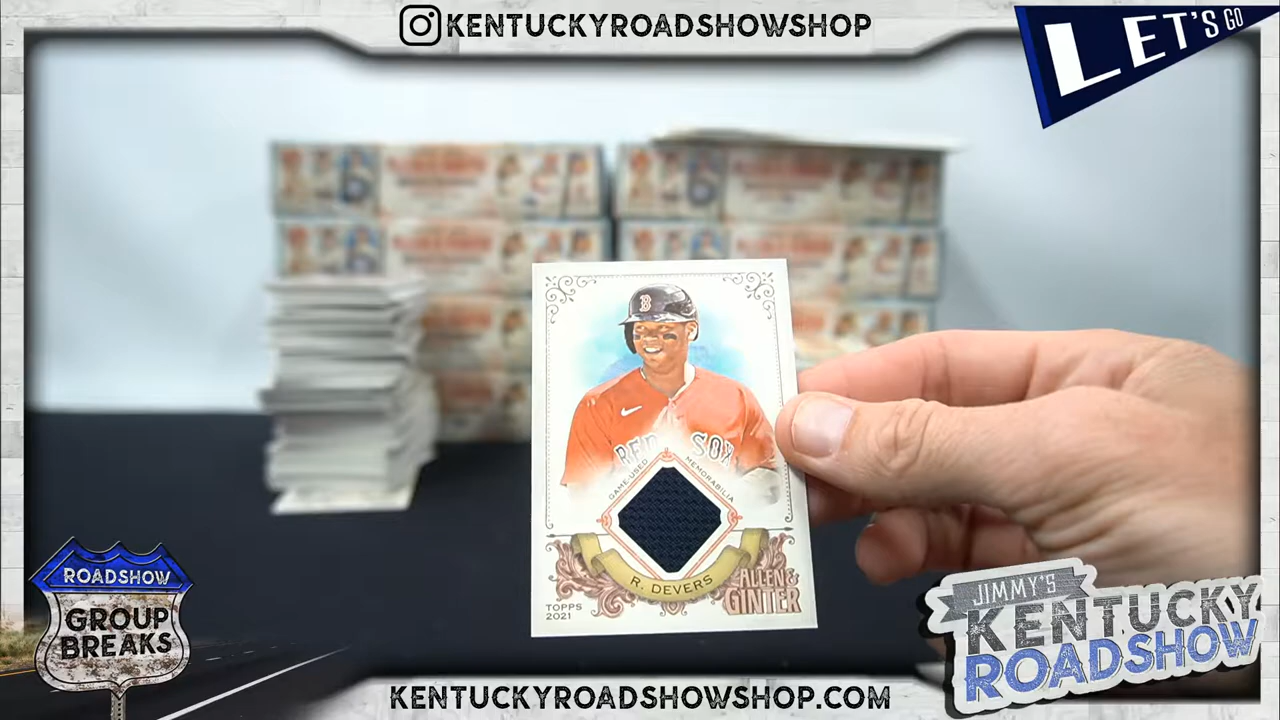 KENTUCKYROADSHOWSHOP
LET'S GO
B
RED SOX
GAME-USED MEMORABILIA
R. DEVERS
ALLEN &
GINTER
TOPPS
2021
ROADSHOW
GROUP
BREAKS
JIMMY'S
KENTUCKY
ROADSHOW
KENTUCKYROADSHOWSHOP.COM